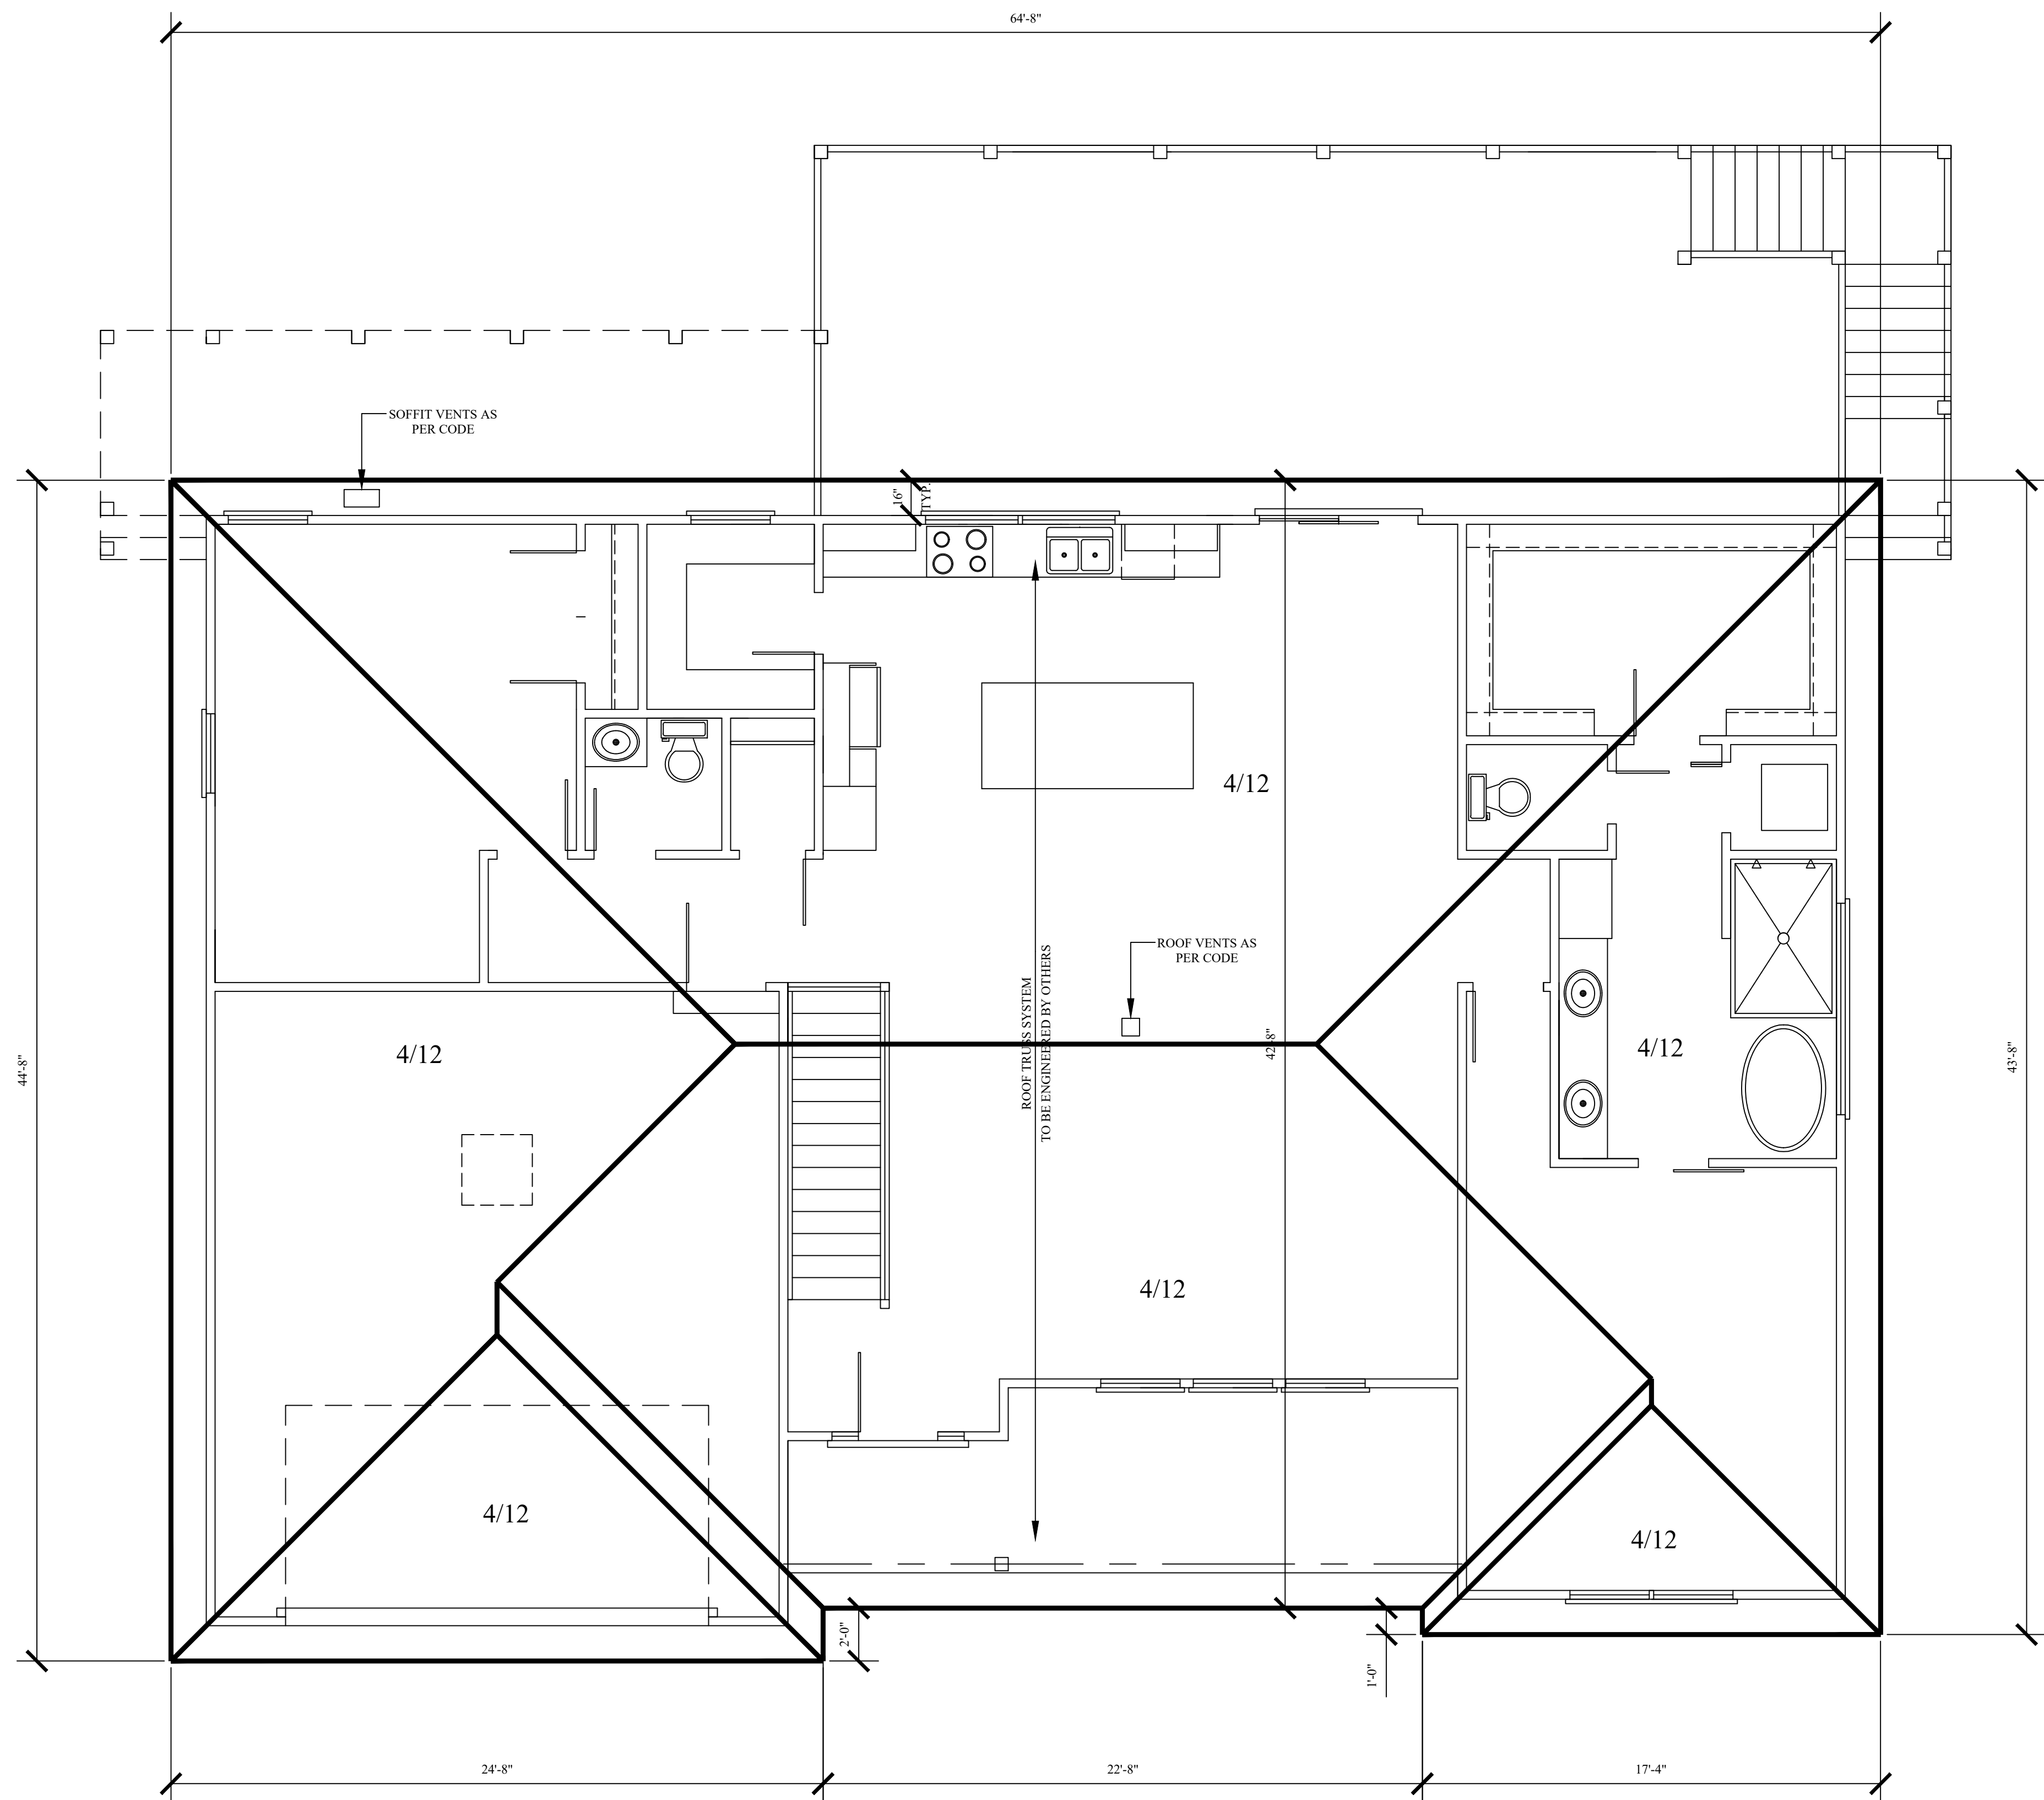 64'-8"
SOFFIT VENTS AS
PER CODE
16"
TYP.
4/12
ROOF VENTS AS
PER CODE
ROOF TRUSS SYSTEM
TO BE ENGINEERED BY OTHERS
42'-8"
44'-8"
43'-8"
4/12
4/12
4/12
4/12
4/12
2'-0"
1'-0"
24'-8"
22'-8"
17'-4"